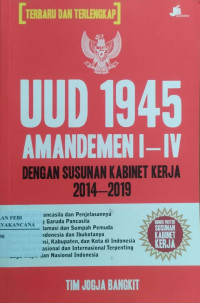 [ TERBARU DAN TERLENGKAP ]
UUD 1945
AMANDEMEN I–IV
DENGAN SUSUNAN KABINET KERJA
2014–2019
Pancasila dan Penjelasannya
Garuda Pancasila
dan Sumpah Pemuda
Indonesia dan Ibukotanya
Kabupaten, dan Kota di Indonesia
Nasional dan Internasional Terpenting
Nasional Indonesia
SUSUNAN
KABINET
KERJA
TIM JOGJA BANGKIT